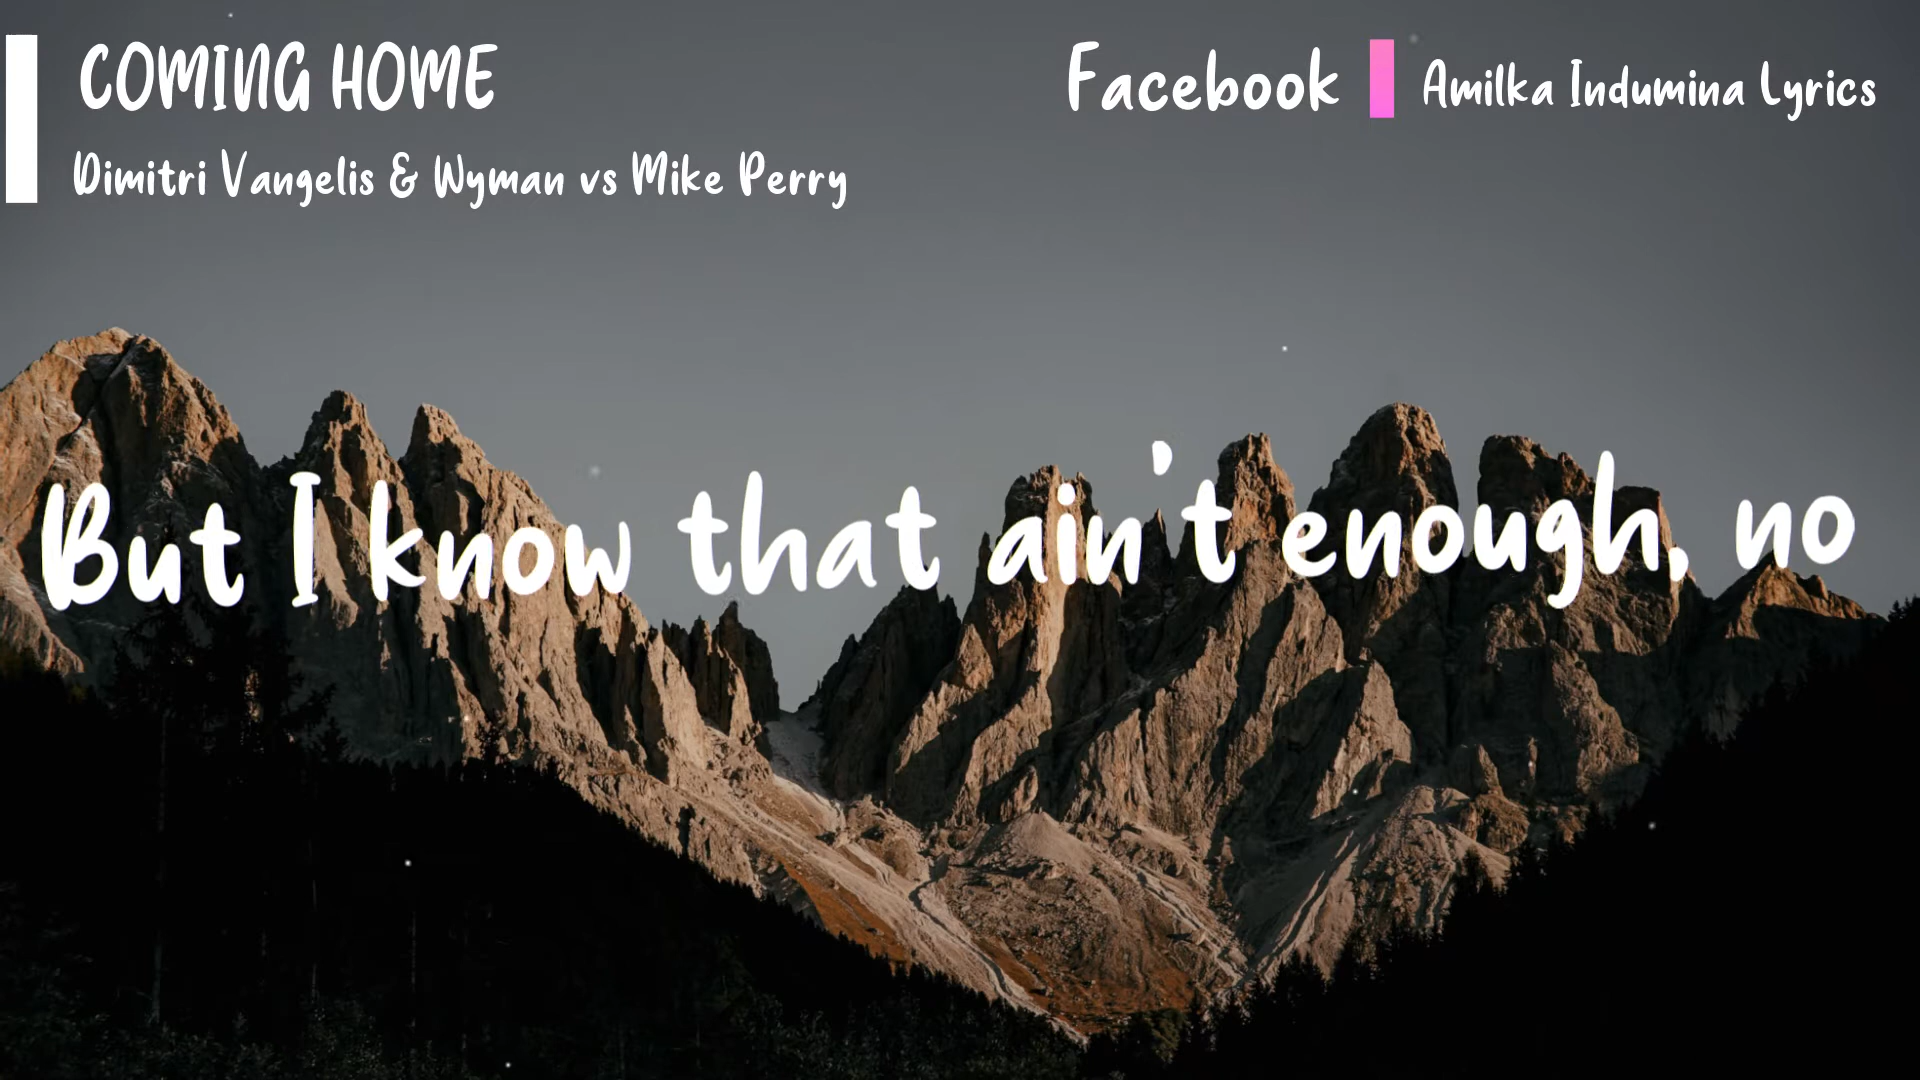 COMING HOME
Dimitri Vangelis & Wyman vs Mike Perry
Facebook Amilka Indumina Lyrics
But I know that ain't enough, no